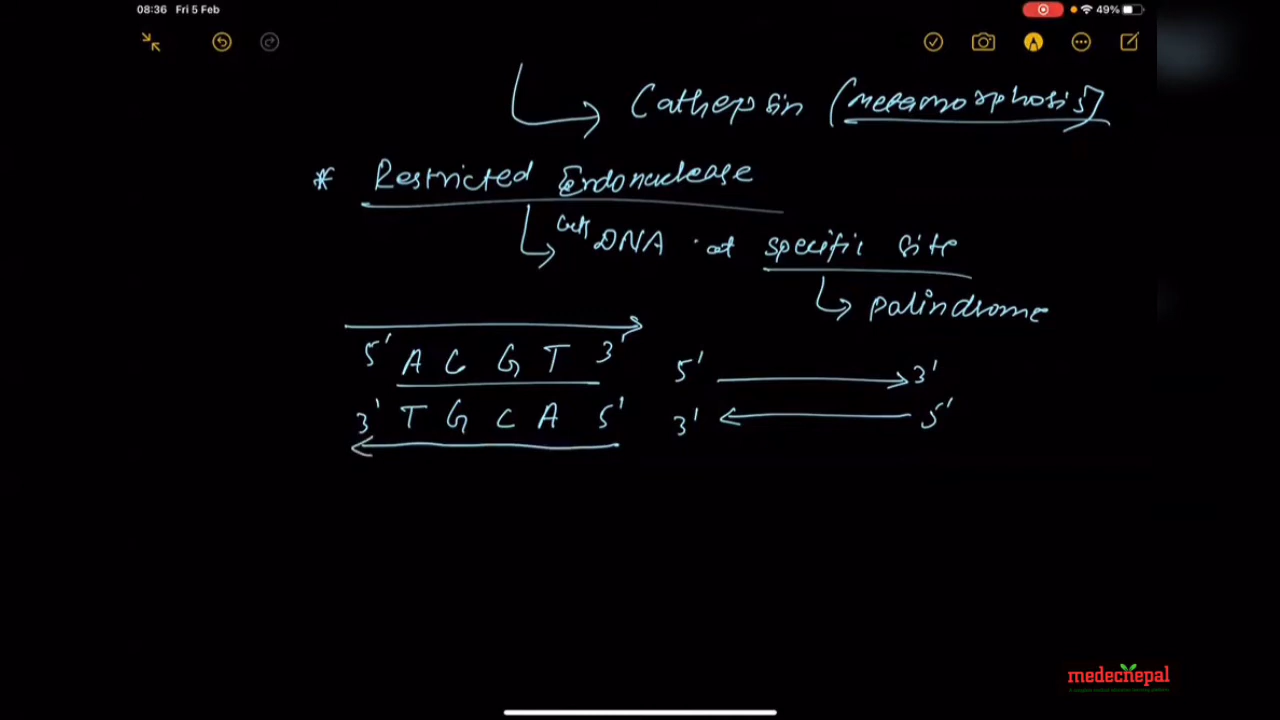 08:36 Fri 5 Feb 49%
Cathepsin (metamorphosis)
* Restricted Endonuclease
cuts DNA at specific site
palindrome
5' A C G T 3'
3' T G C A 5'
5' 3'
3' 5'
medecnepal